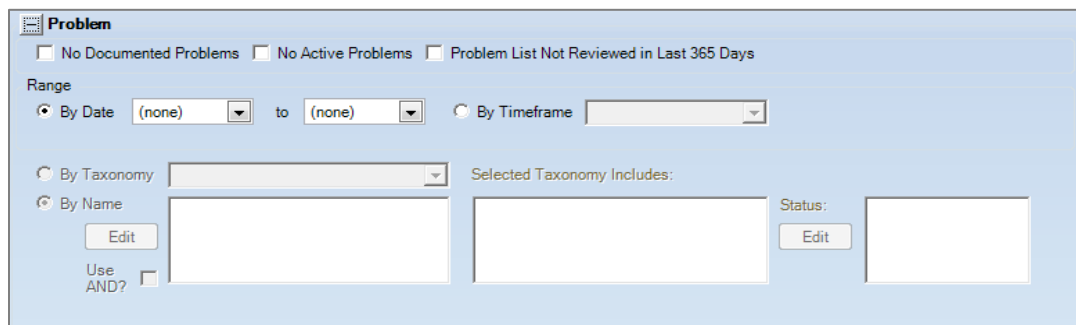 Problem
No Documented Problems No Active Problems Problem List Not Reviewed in Last 365 Days
Range
By Date (none) to (none) By Timeframe
By Taxonomy Selected Taxonomy Includes:
By Name Status:
Edit Edit
Use
AND?